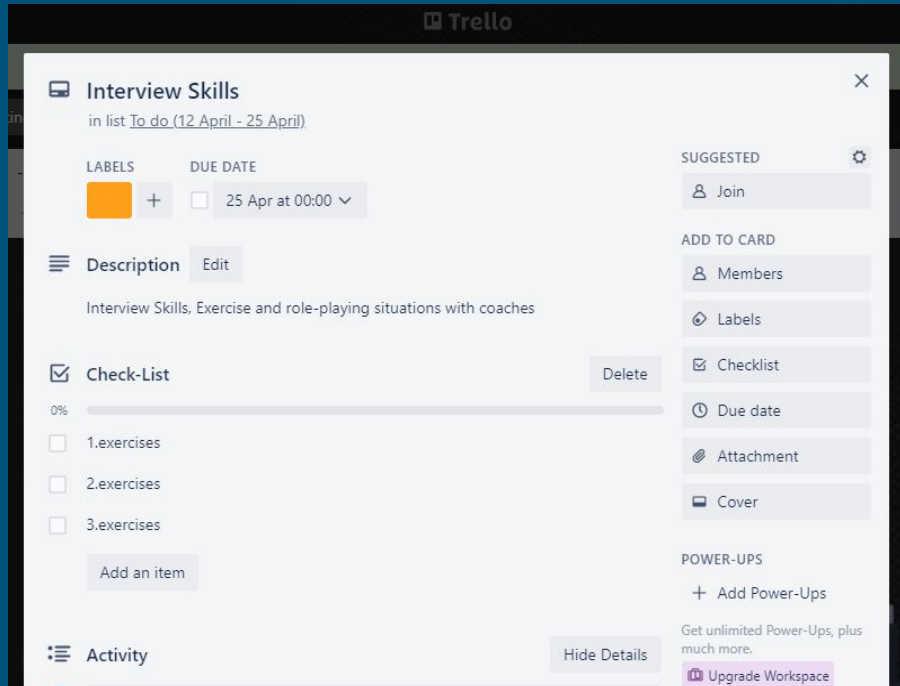 Trello
Interview Skills
in list To do (12 April - 25 April)
LABELS
DUE DATE
+
25 Apr at 00:00
Description
Edit
Interview Skills, Exercise and role-playing situations with coaches
Check-List
Delete
0%
1.exercises
2.exercises
3.exercises
Add an item
Activity
Hide Details
SUGGESTED
Join
ADD TO CARD
Members
Labels
Checklist
Due date
Attachment
Cover
POWER-UPS
+ Add Power-Ups
Get unlimited Power-Ups, plus
much more.
Upgrade Workspace